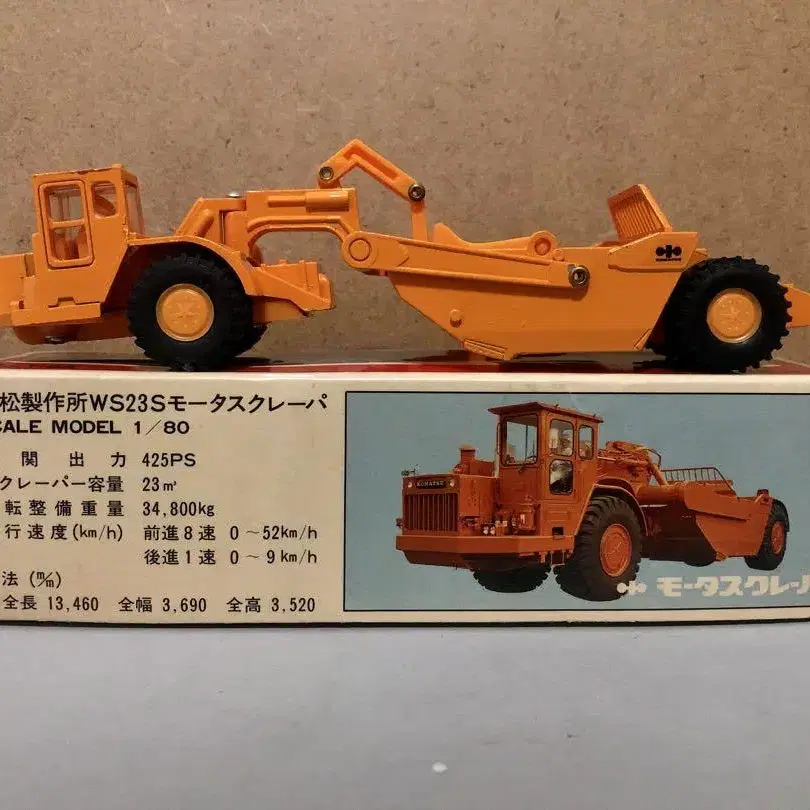 松製作所WS23Sモータスクレーパ
CALE MODEL 1/80
関出力 425PS
クレーパー容量 23㎥
転整備重量 34,800kg
行速度(km/h) 前進8速 0～52km/h
後進1速 0～9km/h
法(m/m)
全長 13,460 全幅 3,690 全高 3,520
KOMATSU
モータスクレーパ